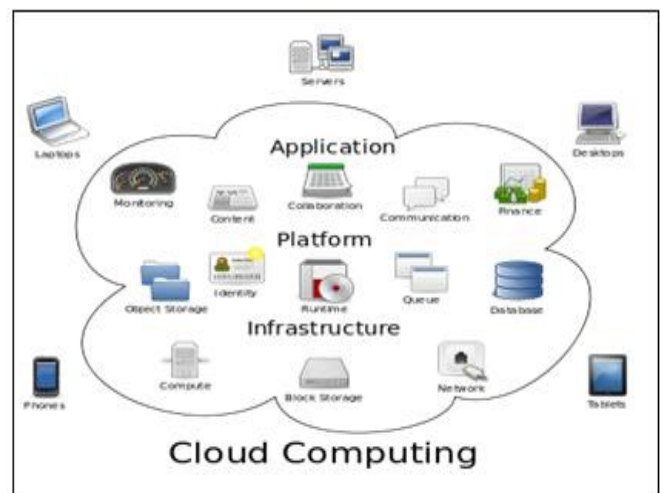 Servers
Laptops
Desktops
Application
Monitoring
Content
Collaboration
Communication
Finance
Platform
Object Storage
Identity
Runtime
Queue
Database
Infrastructure
Compute
Block Storage
Network
Phones
Tablets
Cloud Computing